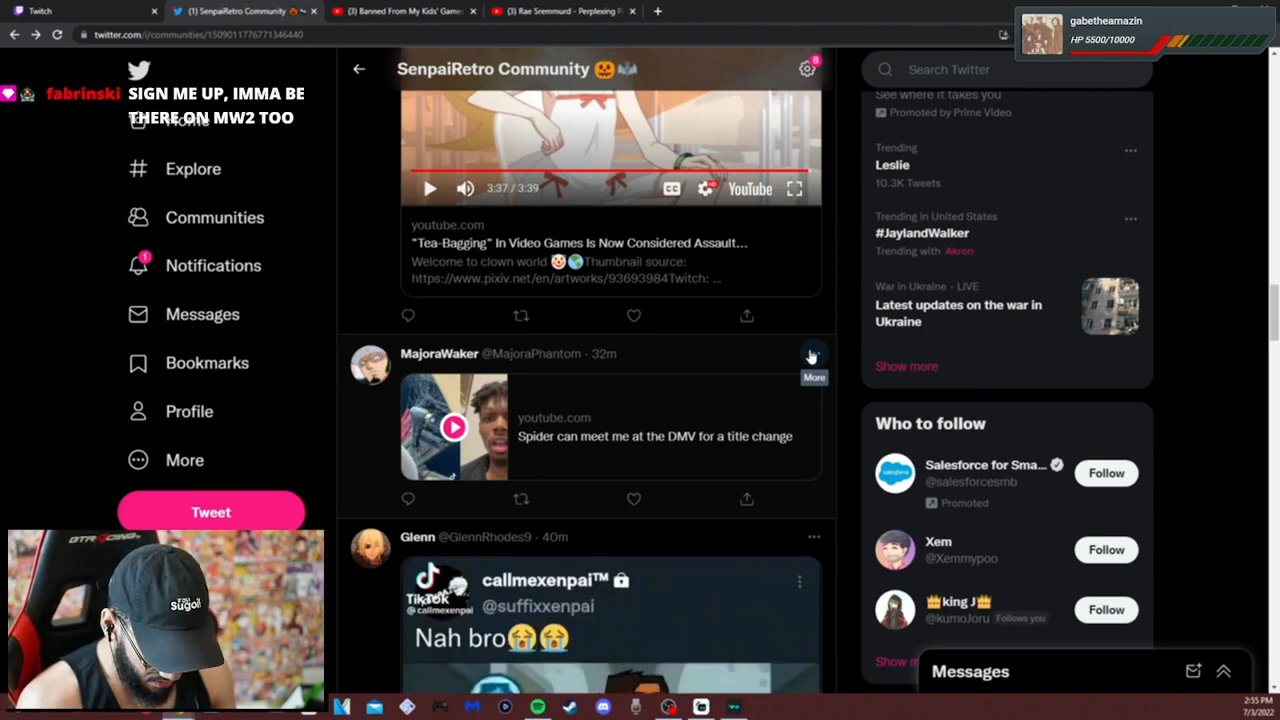 Twitch
(1) SenpaiRetro Community 🎃
(3) Banned From My Kids' Game
(3) Rae Sremmurd - Perplexing P
twitter.com/i/communities/1509011776771346440
gabetheamazin
HP 5500/10000
fabrinski SIGN ME UP, IMMA BE
THERE ON MW2 TOO
Home
Explore
Communities
Notifications
1
Messages
Bookmarks
Profile
More
Tweet
GTRACING
sugoi!
SenpaiRetro Community 🎃🦇
8
3:37 / 3:39
CC
HD
YouTube
youtube.com
"Tea-Bagging" In Video Games Is Now Considered Assault...
Welcome to clown world 🤡🌎Thumbnail source:
https://www.pixiv.net/en/artworks/93693984Twitch: ...
MajoraWaker @MajoraPhantom · 32m
More
youtube.com
Spider can meet me at the DMV for a title change
Glenn @GlennRhodes9 · 40m
TikTok
@callmexenpai
callmexenpai™ 🔒
@suffixxenpai
Nah bro😭😭
Search Twitter
See where it takes you
Promoted by Prime Video
Trending
Leslie
10.3K Tweets
Trending in United States
#JaylandWalker
Trending with Akron
War in Ukraine - LIVE
Latest updates on the war in
Ukraine
Show more
Who to follow
Salesforce for Sma...
@salesforcesmb
Follow
Promoted
Xem
@Xemmypoo
Follow
👑king J👑
@kumoJoru Follows you
Follow
Show m
Messages
2:55 PM
7/3/2022